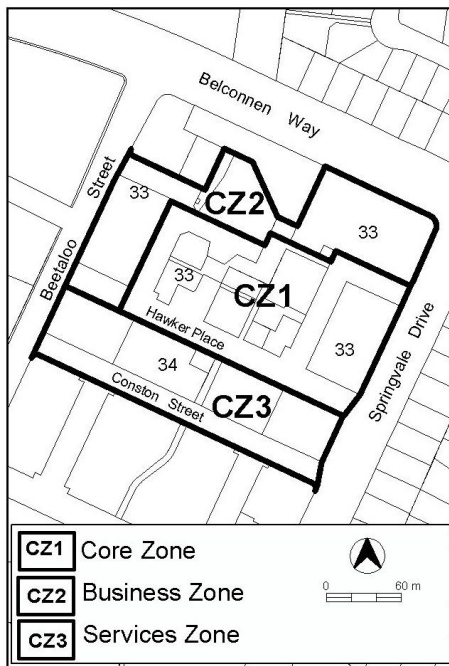 Belconnen Way
Beetaloo Street
33
CZ2
33
33
CZ1
Hawker Place
33
Springvale Drive
34
Conston Street
CZ3
CZ1 Core Zone
CZ2 Business Zone
CZ3 Services Zone
0 60 m